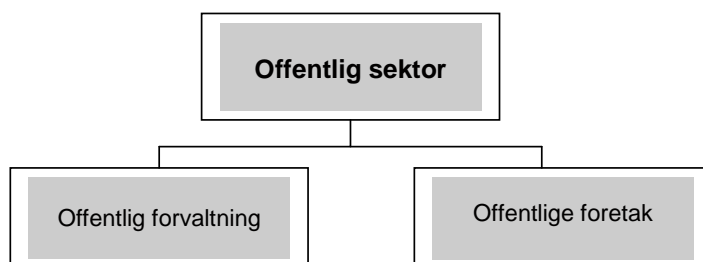 Offentlig sektor
Offentlig forvaltning
Offentlige foretak